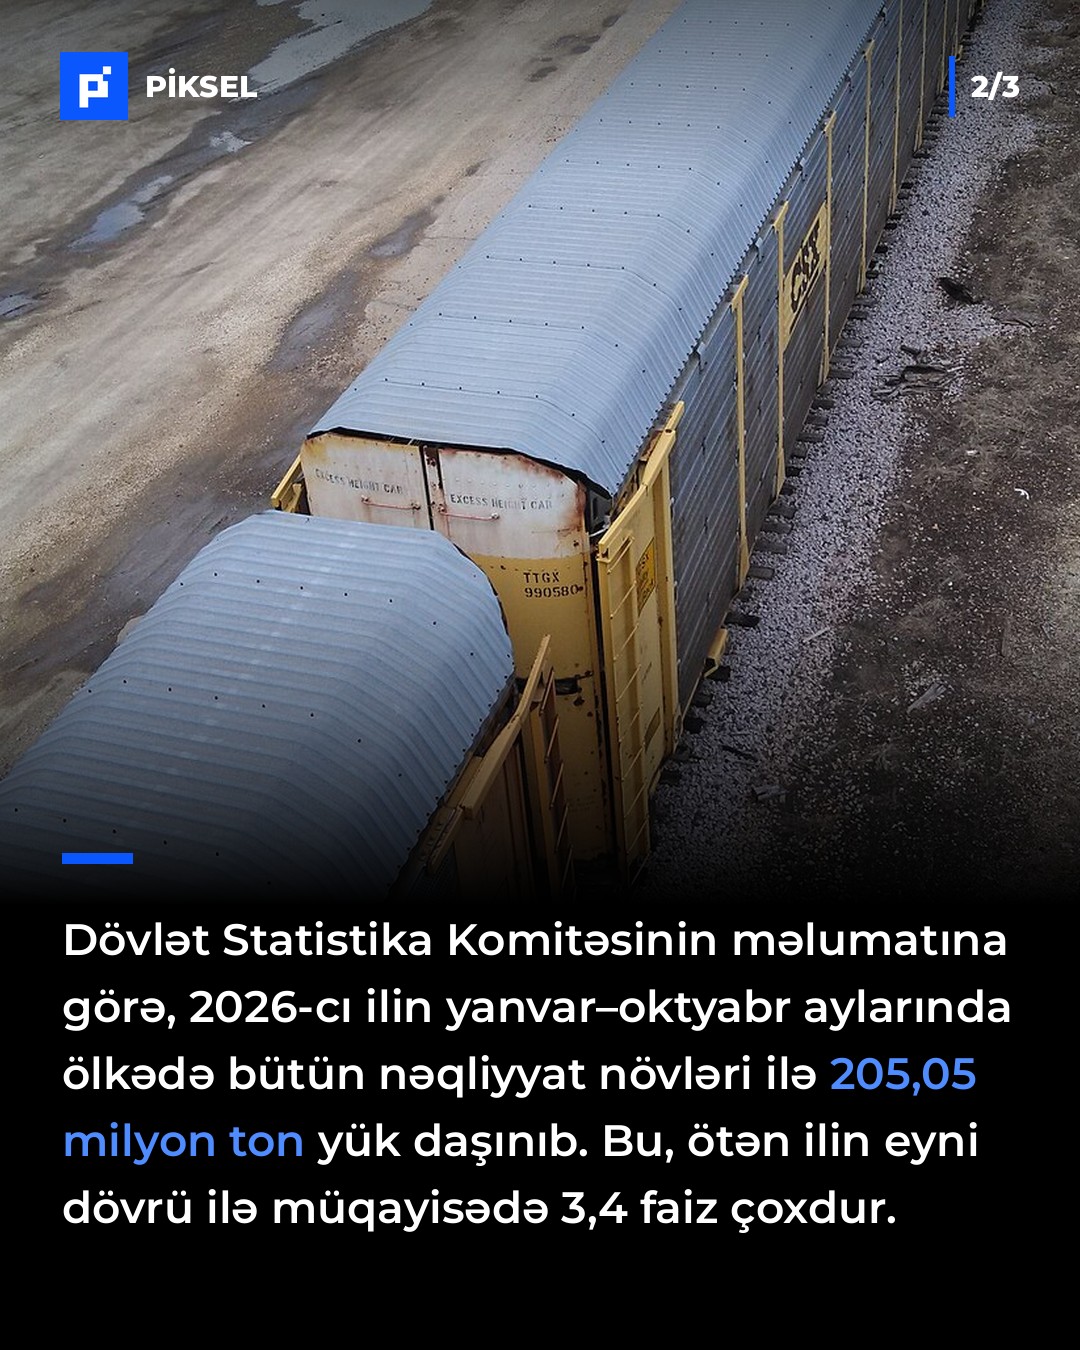 PİKSEL
2/3
CSX
EXCESS HEIGHT CAR
EXCESS HEIGHT CAR
TTGX
990580
Dövlət Statistika Komitəsinin məlumatına
görə, 2026-cı ilin yanvar–oktyabr aylarında
ölkədə bütün nəqliyyat növləri ilə 205,05
milyon ton yük daşınıb. Bu, ötən ilin eyni
dövrü ilə müqayisədə 3,4 faiz çoxdur.